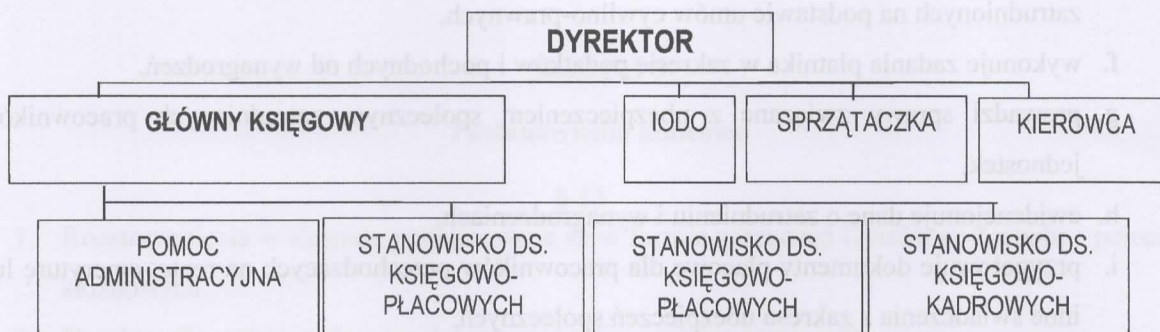 DYREKTOR
GŁÓWNY KSIĘGOWY
IDO
SPRZĄTACZKA
KIEROWCA
POMOC
ADMINISTRACYJNA
STANOWISKO DS.
KSIĘGOWO-
PŁACOWYCH
STANOWISKO DS.
KSIĘGOWO-
PŁACOWYCH
STANOWISKO DS.
KSIĘGOWO-
KADROWYCH